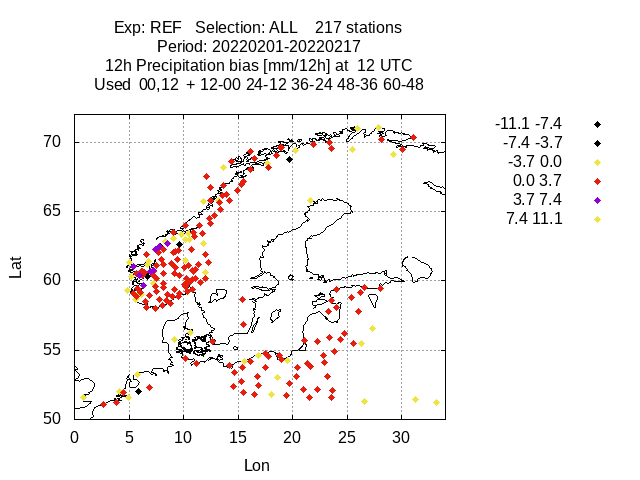 Exp: REF   Selection: ALL    217 stations
Period: 20220201-20220217
12h Precipitation bias [mm/12h] at  12 UTC
Used  00,12  + 12-00 24-12 36-24 48-36 60-48
-11.1 -7.4
-7.4 -3.7
-3.7 0.0
0.0 3.7
3.7 7.4
7.4 11.1
70
65
60
55
50
Lat
0 5 10 15 20 25 30
Lon